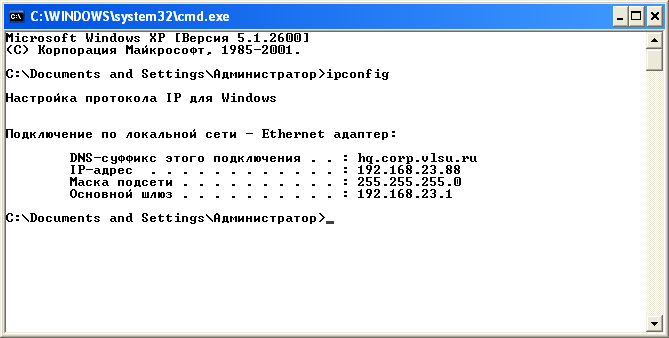 C:\WINDOWS\system32\cmd.exe
Microsoft Windows XP [Версия 5.1.2600]
(C) Корпорация Майкрософт, 1985-2001.
C:\Documents and Settings\Администратор>ipconfig
Настройка протокола IP для Windows
Подключение по локальной сети - Ethernet адаптер:
DNS-суффикс этого подключения . . : hq.corp.vlsu.ru
IP-адрес . . . . . . . . . . . . : 192.168.23.88
Маска подсети . . . . . . . . . . : 255.255.255.0
Основной шлюз . . . . . . . . . . : 192.168.23.1
C:\Documents and Settings\Администратор>_